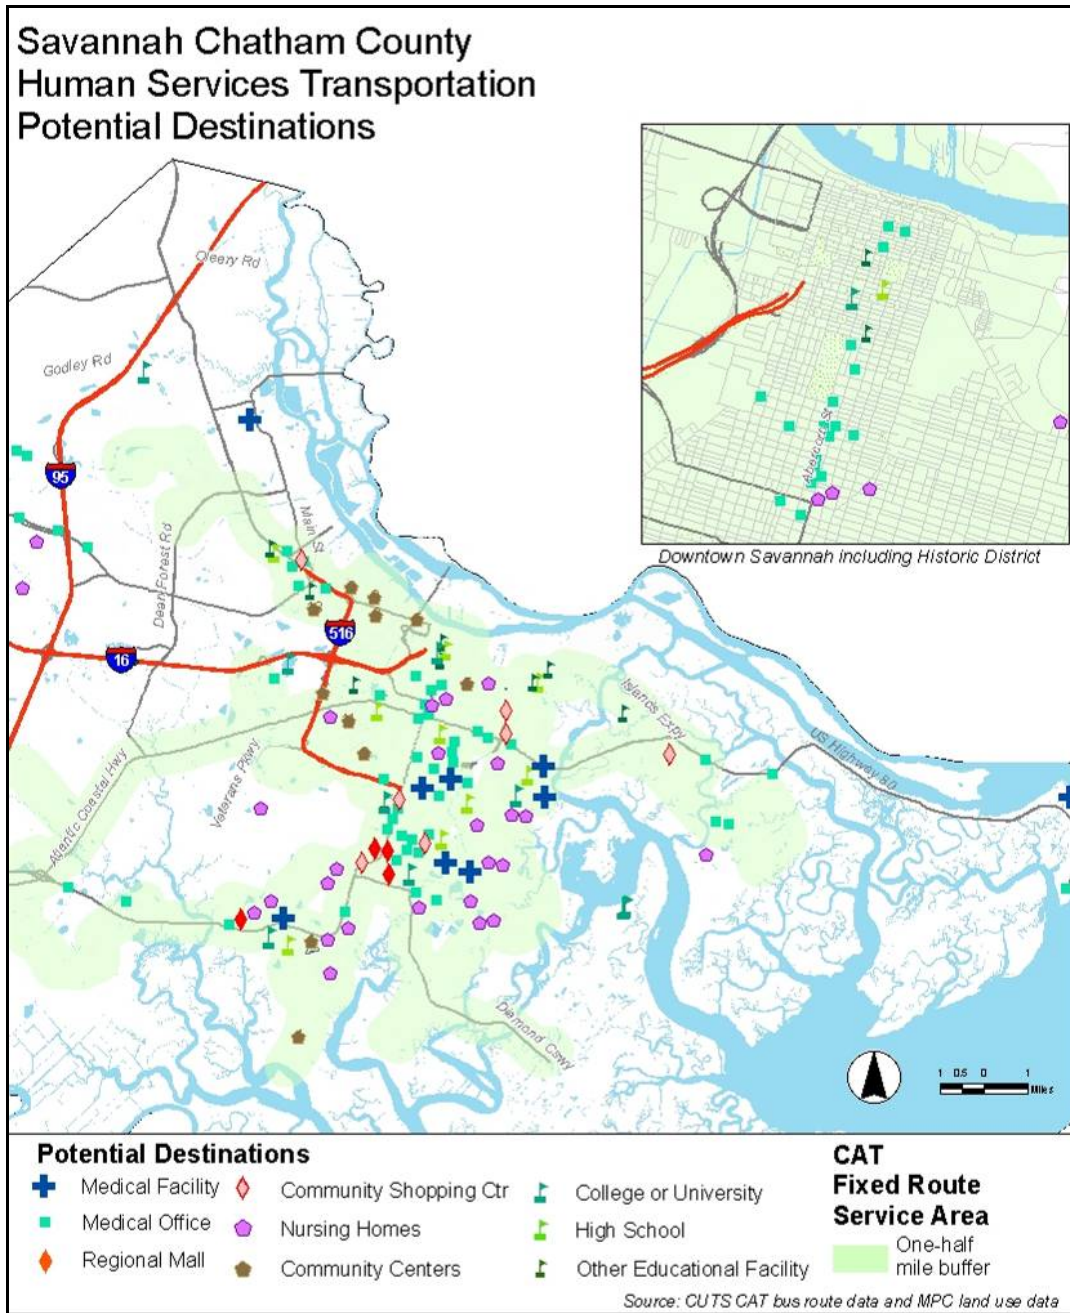 Savannah Chatham County
Human Services Transportation
Potential Destinations
Oleary Rd
Godley Rd
95
Main St
Dean Forest Rd
516
16
Abercorn St
Downtown Savannah including Historic District
Islands Expy
US Highway 80
Atlantic Coastal Hwy
Veterans Pkwy
Diamond Cswy
1 0.5 0 1
Miles
Potential Destinations
Medical Facility
Medical Office
Regional Mall
Community Shopping Ctr
Nursing Homes
Community Centers
College or University
High School
Other Educational Facility
CAT
Fixed Route
Service Area
One-half
mile buffer
Source: CUTS CAT bus route data and MPC land use data